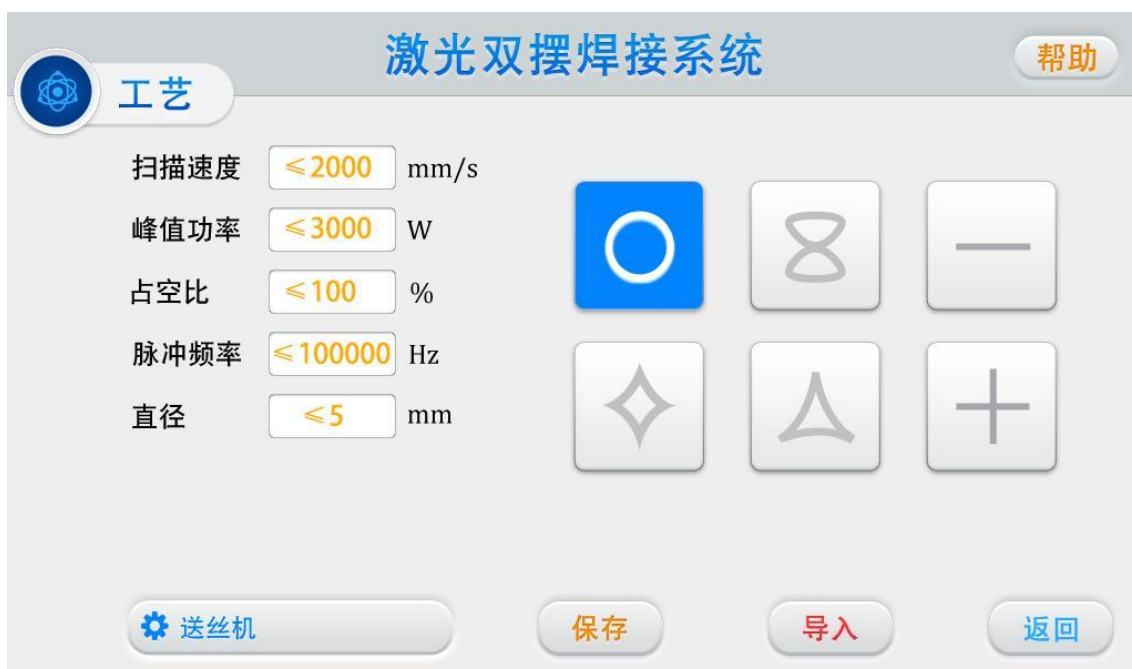 激光双摆焊接系统
帮助
工艺
扫描速度 ≤2000 mm/s
峰值功率 ≤3000 W
占空比 ≤100 %
脉冲频率 ≤100000 Hz
直径 ≤5 mm
送丝机
保存
导入
返回